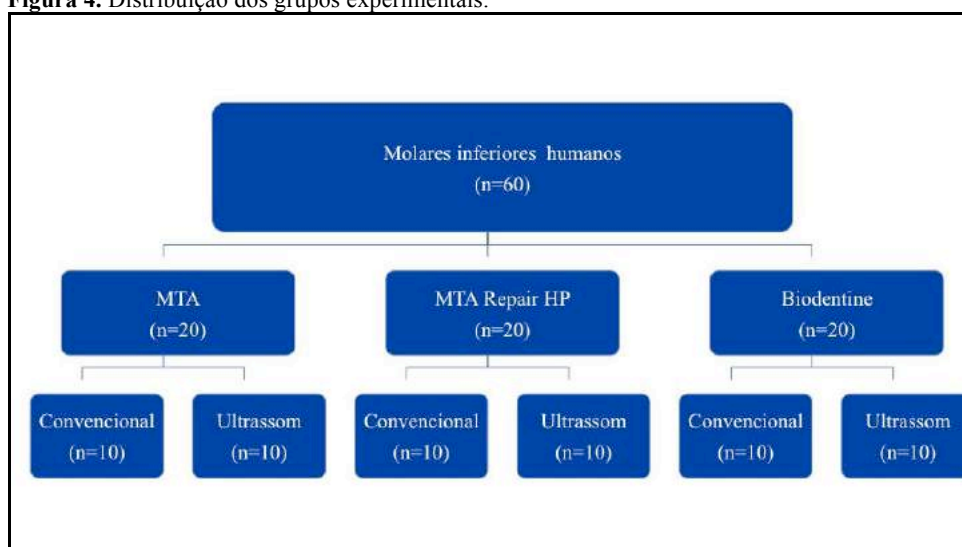 Figura 4. Distribuição dos grupos experimentais.
Molares inferiores humanos
(n=60)
MTA
(n=20)
MTA Repair HP
(n=20)
Biodentine
(n=20)
Convencional
(n=10)
Ultrassom
(n=10)
Convencional
(n=10)
Ultrassom
(n=10)
Convencional
(n=10)
Ultrassom
(n=10)